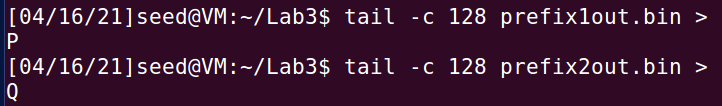 [04/16/21]seed@VM:~/Lab3$ tail -c 128 prefix1out.bin >
P
[04/16/21]seed@VM:~/Lab3$ tail -c 128 prefix2out.bin >
Q